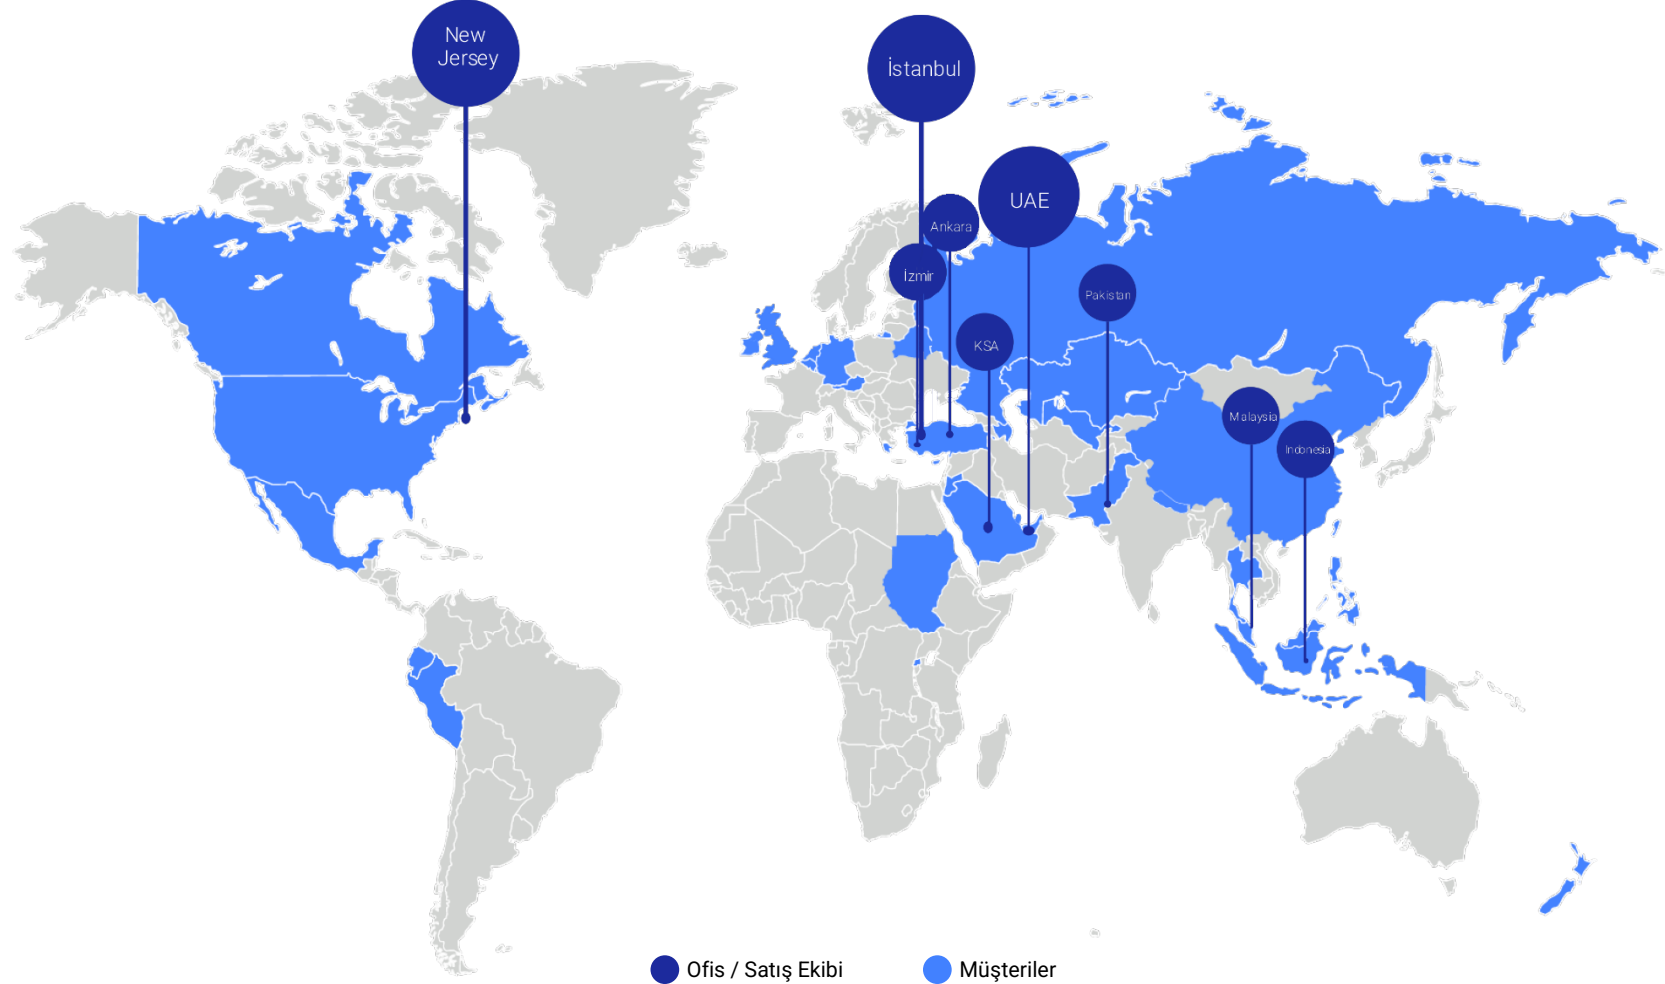 New
Jersey
İstanbul
UAE
Ankara
İzmir
Pakistan
KSA
Malaysia
Indonesia
Ofis / Satış Ekibi
Müşteriler